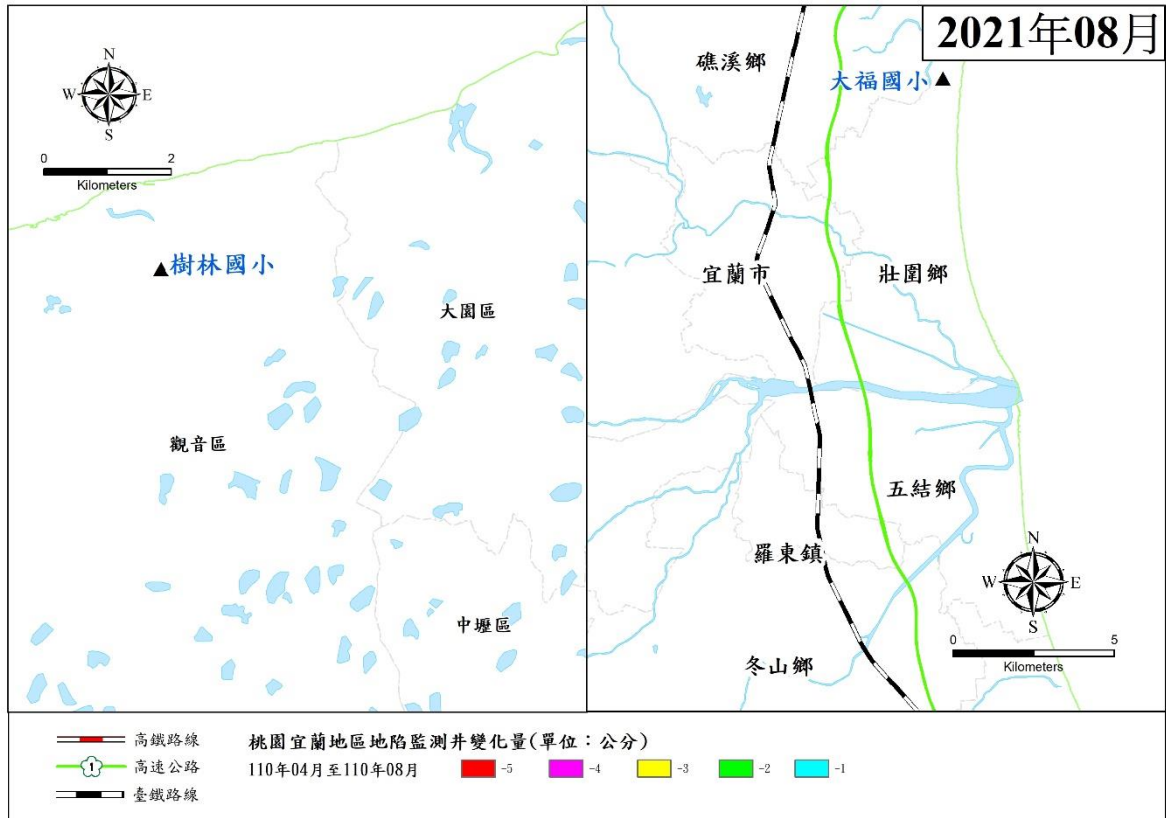 2021年08月
N
W
E
S
0
2
Kilometers
樹林國小
大園區
觀音區
中壢區
礁溪鄉
大福國小
宜蘭市
壯圍鄉
五結鄉
羅東鎮
冬山鄉
N
W
E
S
0
5
Kilometers
高鐵路線
1
高速公路
臺鐵路線
桃園宜蘭地區地陷監測井變化量(單位：公分)
110年04月至110年08月
-5
-4
-3
-2
-1